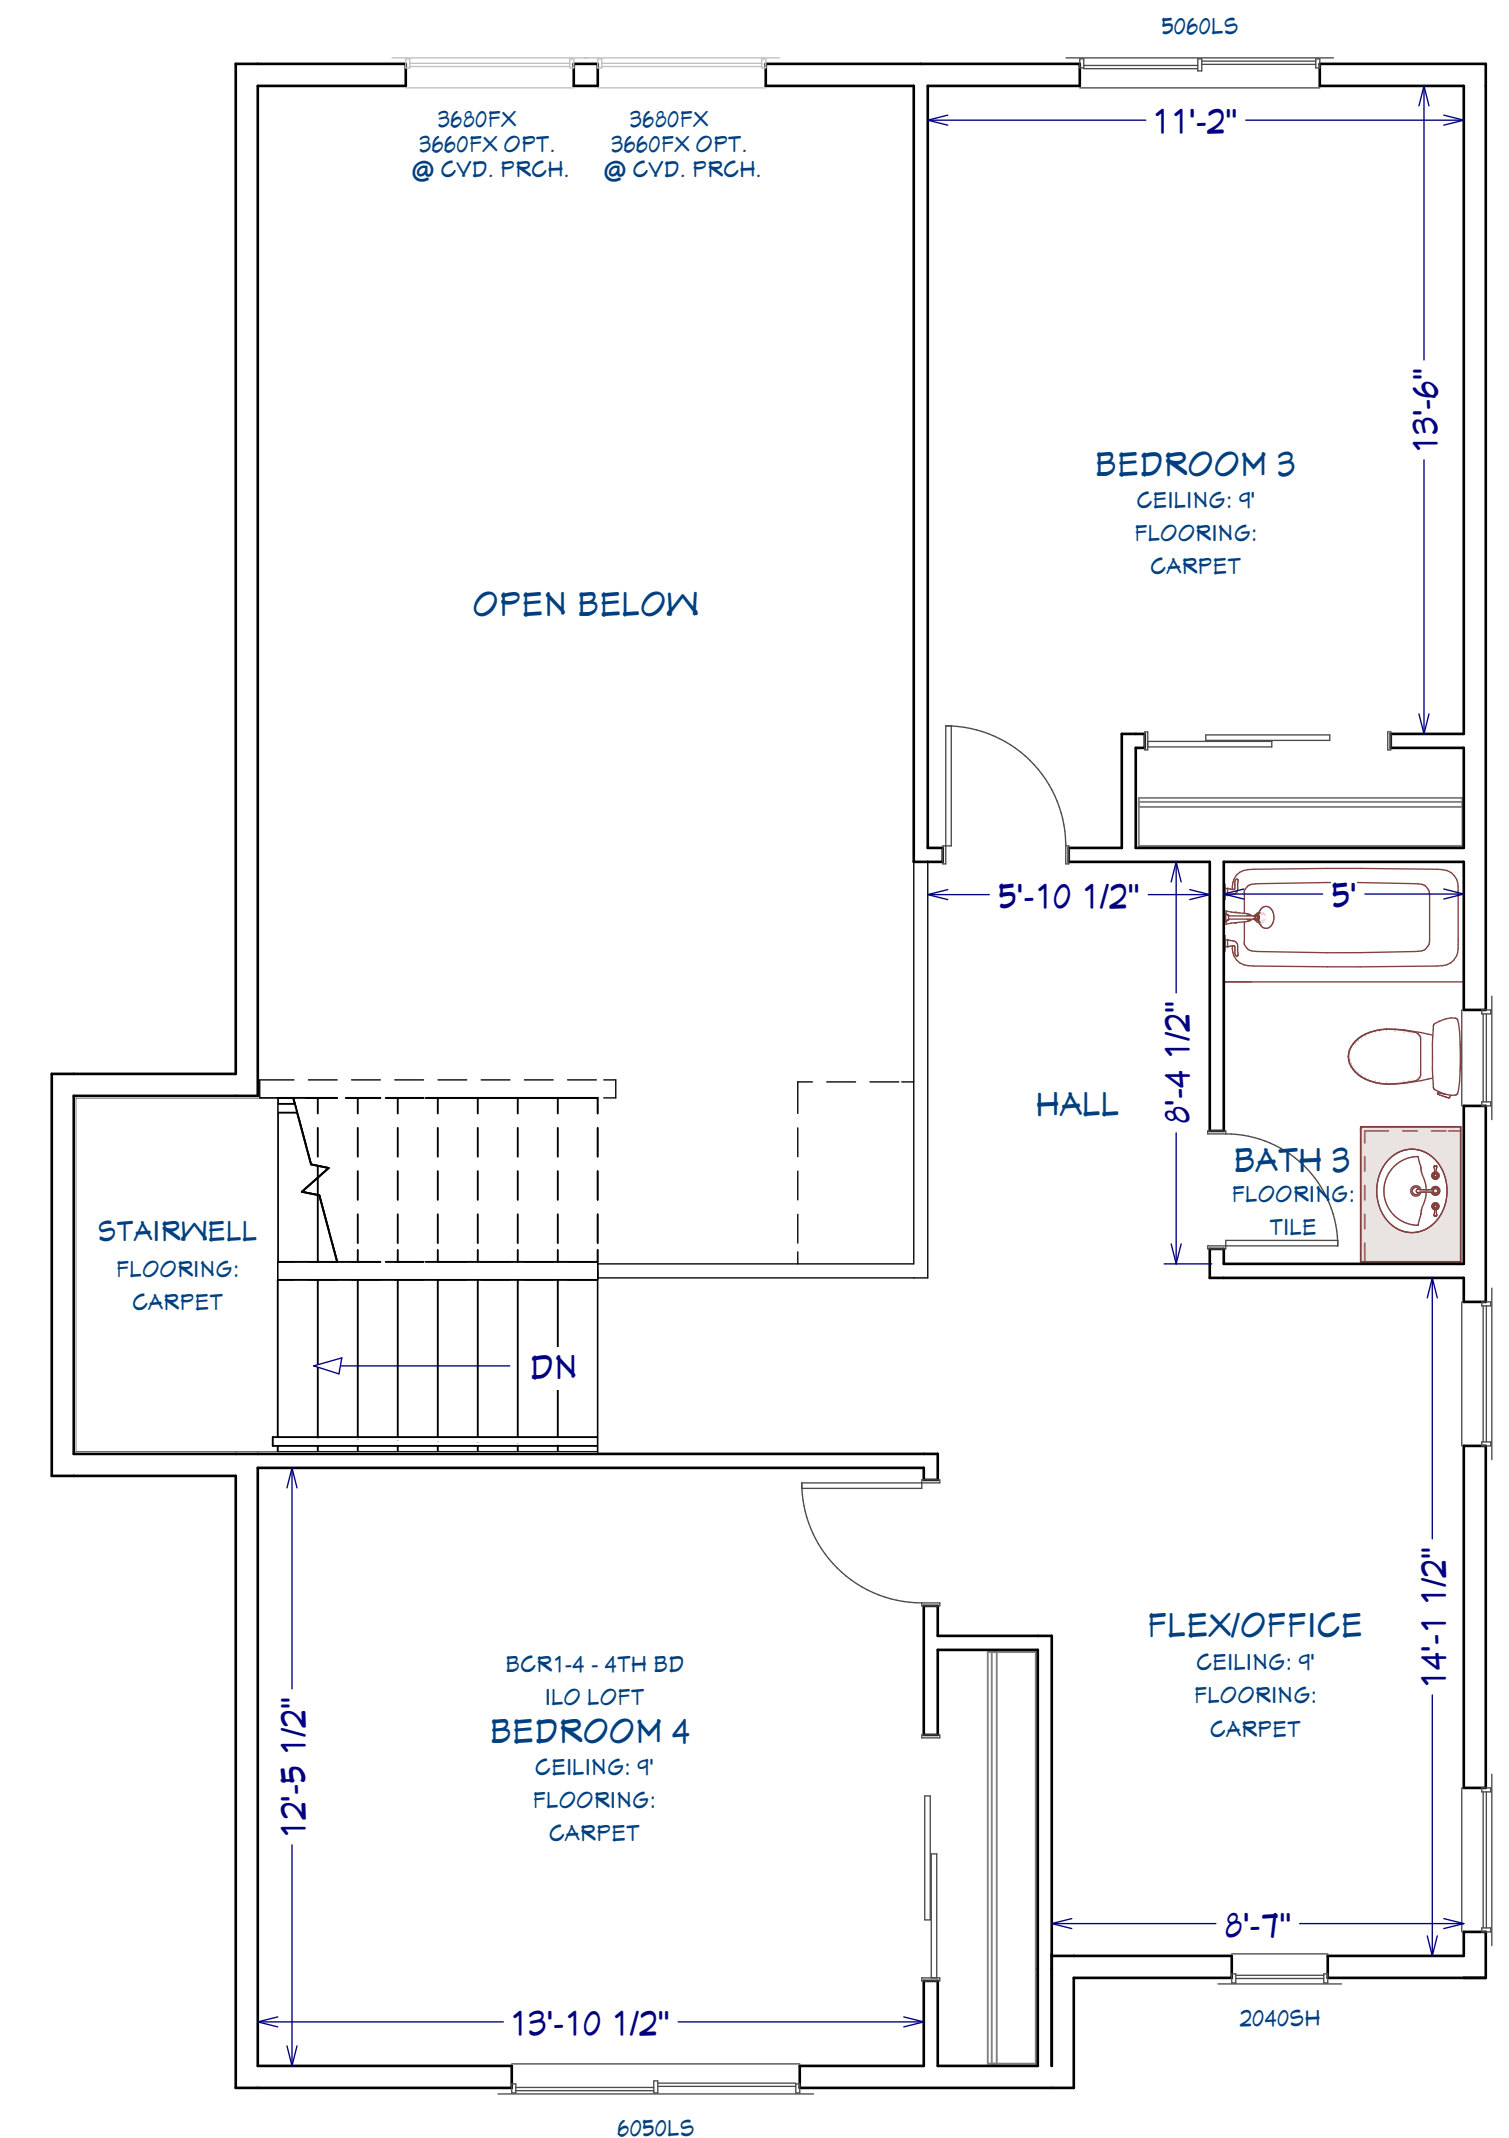 5060LS
3680FX
3660FX OPT.
@ CVD. PRCH.
3680FX
3660FX OPT.
@ CVD. PRCH.
11'-2"
13'-6"
BEDROOM 3
CEILING: 9'
FLOORING:
CARPET
OPEN BELOW
5'-10 1/2"
5'
8'-4 1/2"
HALL
BATH 3
FLOORING:
TILE
STAIRWELL
FLOORING:
CARPET
DN
14'-1 1/2"
FLEX/OFFICE
CEILING: 9'
FLOORING:
CARPET
BCR1-4 - 4TH BD
ILO LOFT
BEDROOM 4
CEILING: 9'
FLOORING:
CARPET
12'-5 1/2"
8'-7"
13'-10 1/2"
2040SH
6050LS